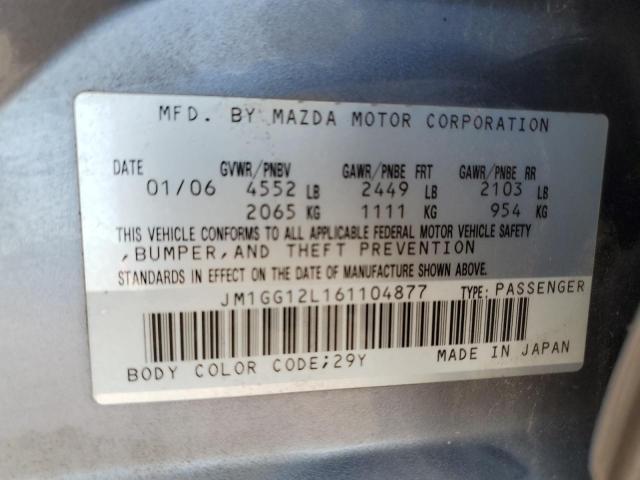 MFD. BY MAZDA MOTOR CORPORATION
DATE GVWR/PNBV GAWR/PNBE FRT GAWR/PNBE RR
01/06 4552 LB 2449 LB 2103 LB
2065 KG 1111 KG 954 KG
THIS VEHICLE CONFORMS TO ALL APPLICABLE FEDERAL MOTOR VEHICLE SAFETY
,BUMPER,AND THEFT PREVENTION
STANDARDS IN EFFECT ON THE DATE OF MANUFACTURE SHOWN ABOVE.
JM1GG12L161104877 TYPE: PASSENGER
BODY COLOR CODE;29Y MADE IN JAPAN